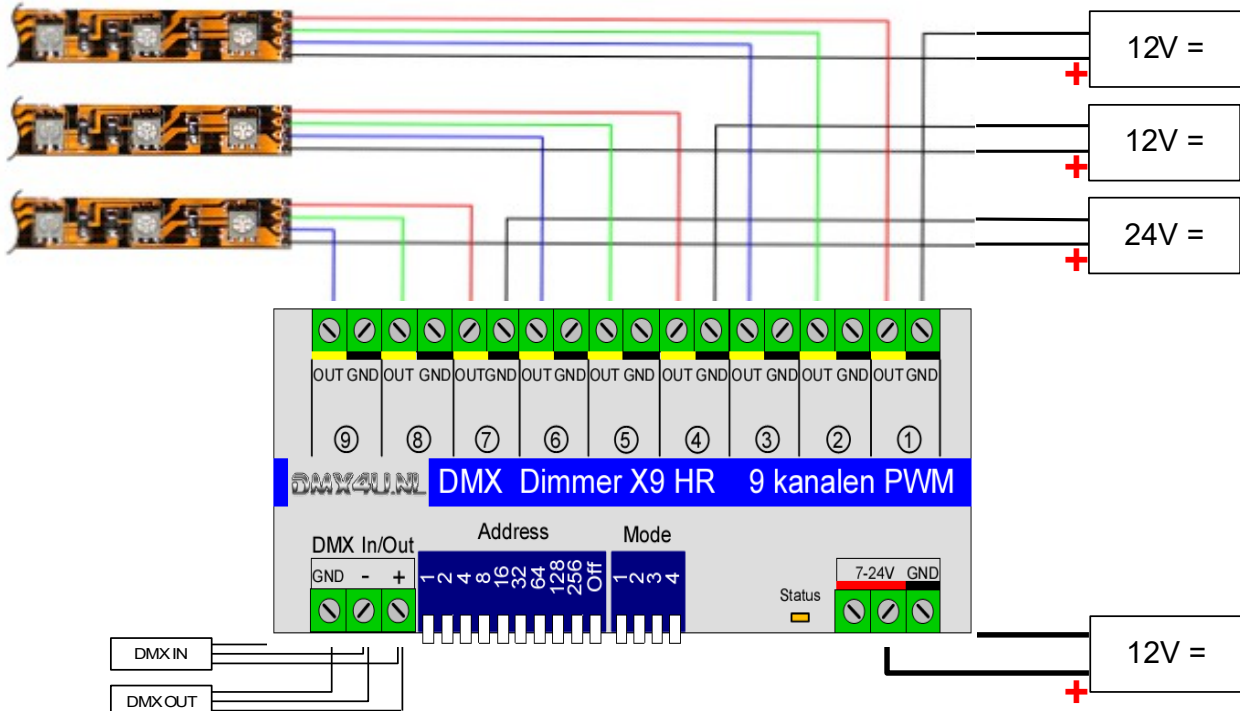 12V =
+
12V =
+
24V =
+
OUT GND OUT GND OUTGND OUT GND OUT GND OUT GND OUT GND OUT GND OUT GND
9 8 7 6 5 4 3 2 1
DMX4U.NL DMX Dimmer X9 HR 9 kanalen PWM
Address Mode
DMX In/Out
GND - +
1 2 4 8 16 32 64 128 256 Off
1 2 3 4
Status
7-24V GND
12V =
+
DMX IN
DMX OUT